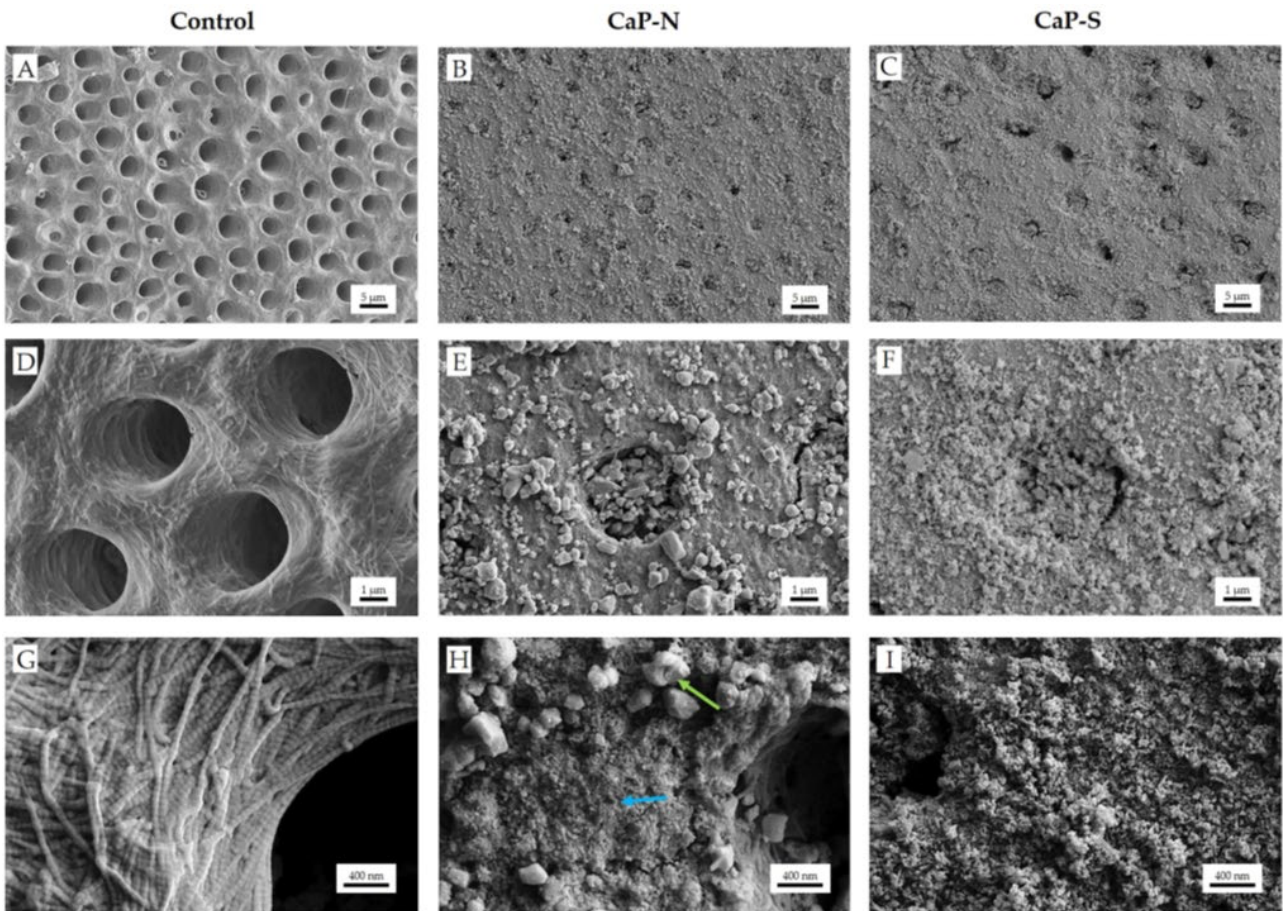 Control CaP-N CaP-S
A B C
5 µm 5 µm 5 µm
D E F
1 µm 1 µm 1 µm
G H I
400 nm 400 nm 400 nm